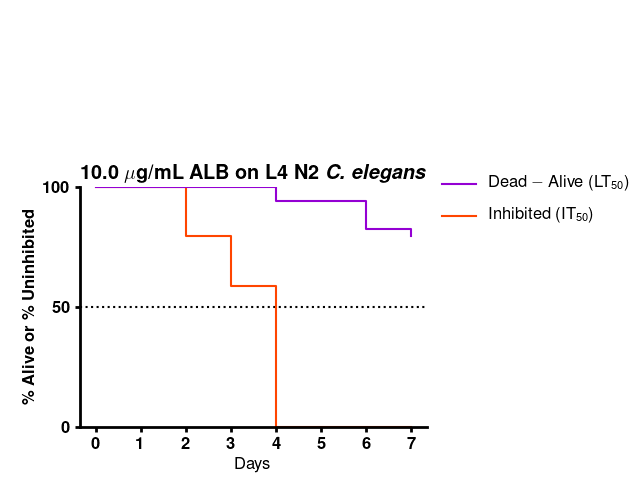 10.0 μg/mL ALB on L4 N2 C. elegans
Dead − Alive (LT₅₀)
Inhibited (IT₅₀)
% Alive or % Uninhibited
100
50
0
0 1 2 3 4 5 6 7
Days